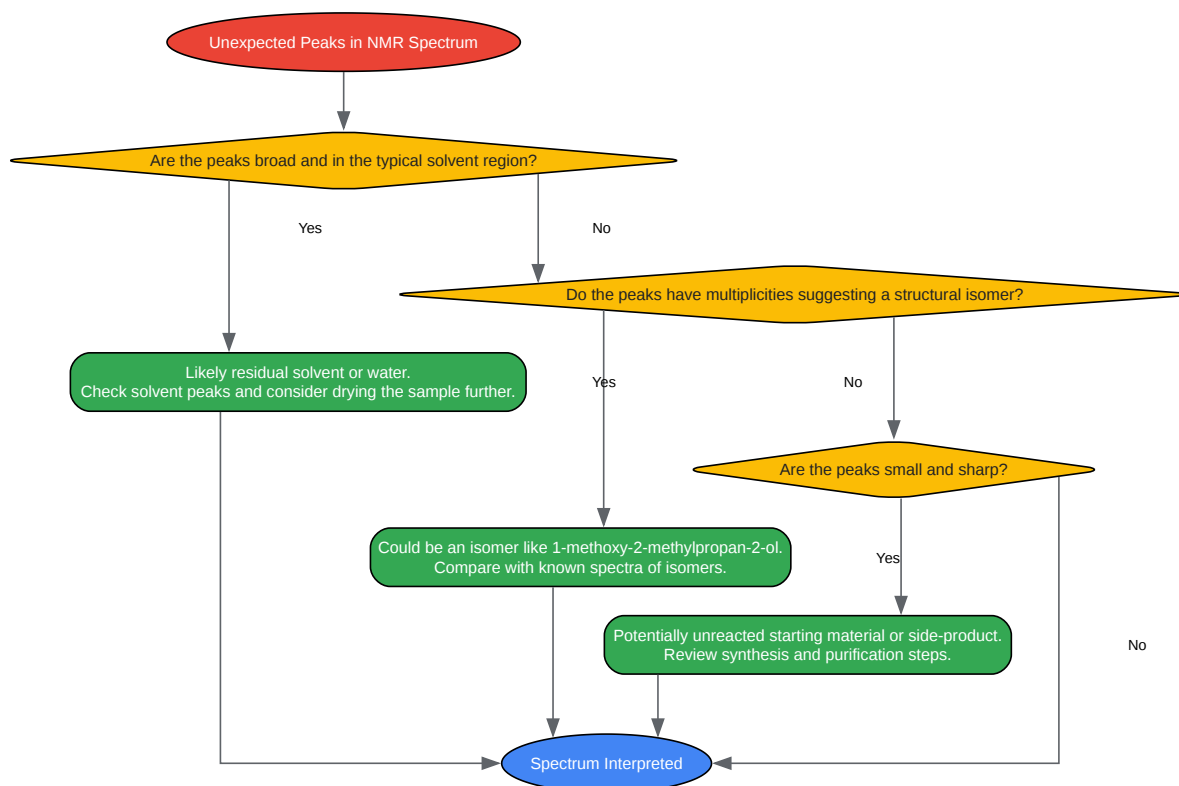 Unexpected Peaks in NMR Spectrum
Are the peaks broad and in the typical solvent region?
Yes
No
Do the peaks have multiplicities suggesting a structural isomer?
Likely residual solvent or water.
Check solvent peaks and consider drying the sample further.
Yes
No
Are the peaks small and sharp?
Could be an isomer like 1-methoxy-2-methylpropan-2-ol.
Compare with known spectra of isomers.
Yes
Potentially unreacted starting material or side-product.
Review synthesis and purification steps.
No
Spectrum Interpreted